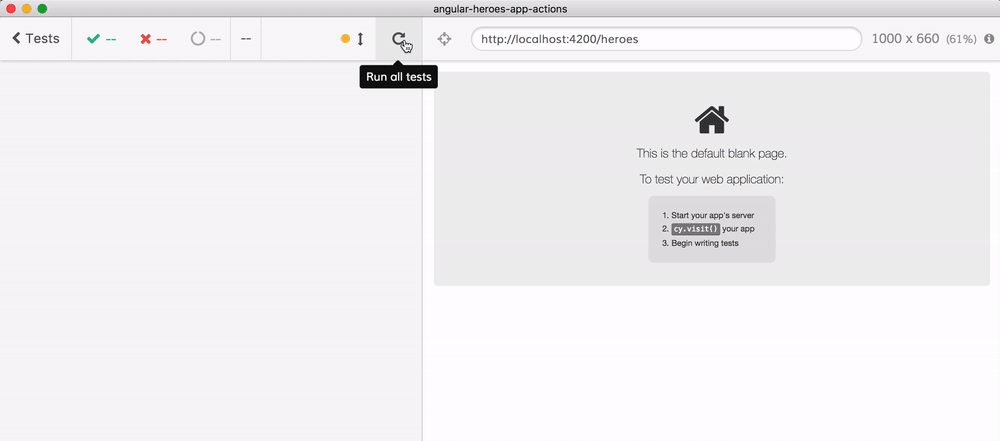 angular-heroes-app-actions
Tests -- -- -- -- http://localhost:4200/heroes 1000 x 660 (61%)
Run all tests
This is the default blank page.
To test your web application:
1. Start your app's server
2. cy.visit() your app
3. Begin writing tests